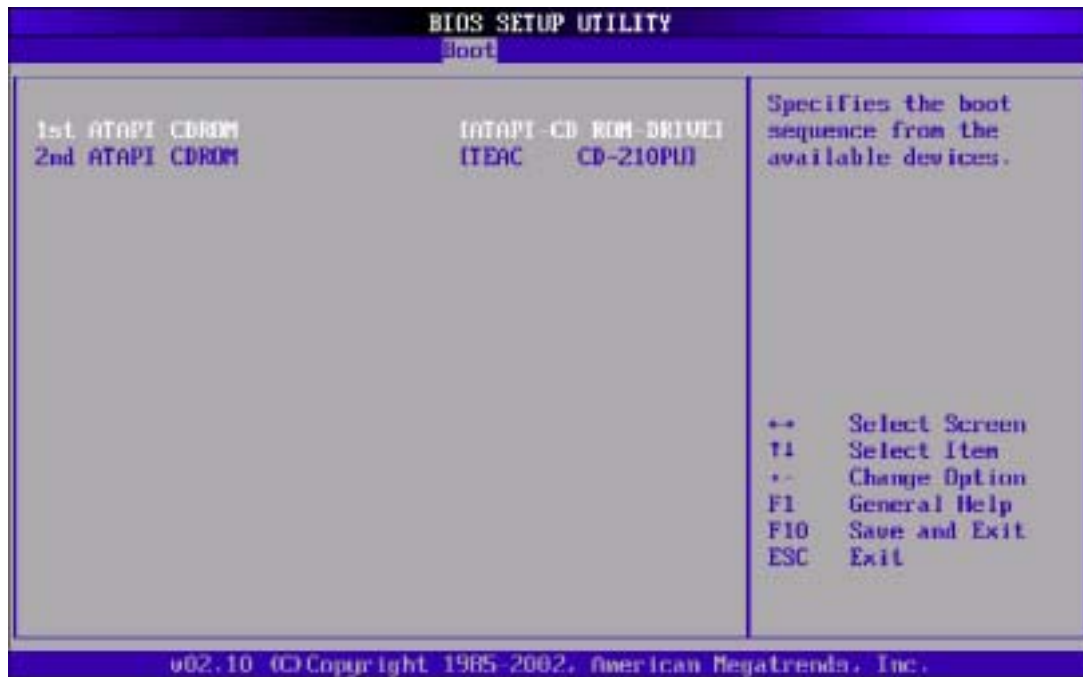 BIOS SETUP UTILITY
Boot
1st ATAPI CDROM [ATAPI-CD ROM-DRIVE]
2nd ATAPI CDROM [TEAC CD-210PU]
Specifies the boot
sequence from the
available devices.
←→ Select Screen
↑↓ Select Item
+- Change Option
F1 General Help
F10 Save and Exit
ESC Exit
v02.10 (C)Copyright 1985-2002, American Megatrends, Inc.